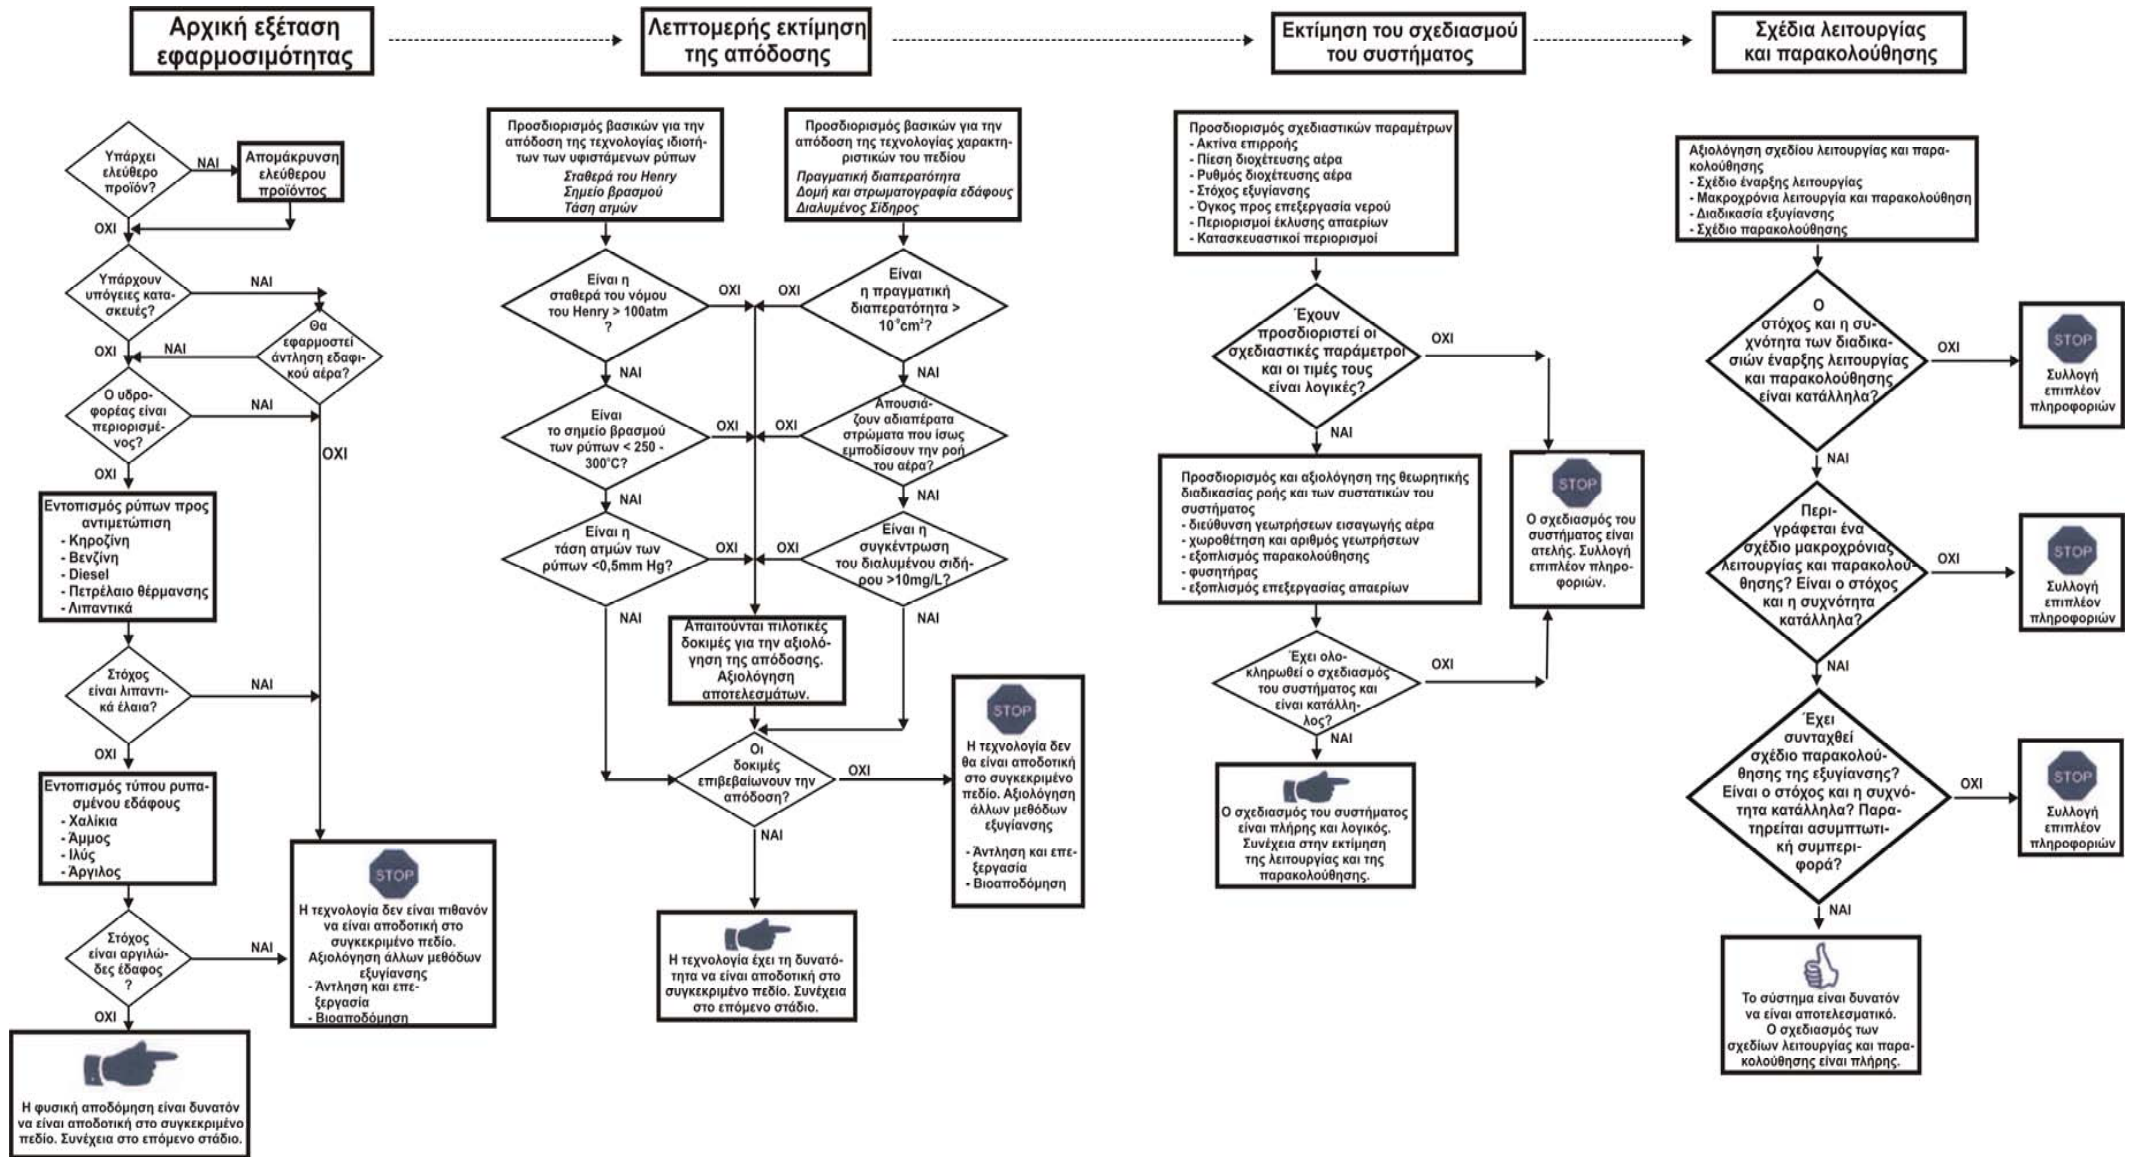 Αρχική εξέταση
εφαρμοσιμότητας
Λεπτομερής εκτίμηση
της απόδοσης
Εκτίμηση του σχεδιασμού
του συστήματος
Σχέδια λειτουργίας
και παρακολούθησης
Υπάρχει
ελεύθερο
προϊόν?
ΝΑΙ
Απομάκρυνση
ελεύθερου
προϊόντος
ΟΧΙ
Υπάρχουν
υπόγειες κατα-
σκευές?
ΝΑΙ
Θα
εφαρμοστεί
άντληση εδαφι-
κού αέρα?
ΟΧΙ
ΝΑΙ
Ο υδρο-
φορέας είναι
περιορισμέ-
νος?
ΝΑΙ
ΟΧΙ
ΟΧΙ
Εντοπισμός ρύπων προς
αντιμετώπιση
- Κηροζίνη
- Βενζίνη
- Diesel
- Πετρέλαιο θέρμανσης
- Λιπαντικά
Στόχος
είναι λιπαντι-
κά έλαια?
ΝΑΙ
ΟΧΙ
Εντοπισμός τύπου ρυπα-
σμένου εδάφους
- Χαλίκια
- Άμμος
- Ιλύς
- Άργιλος
Στόχος
είναι αργιλώ-
δες έδαφος
?
ΝΑΙ
ΟΧΙ
STOP
Η τεχνολογία δεν είναι πιθανόν
να είναι αποδοτική στο
συγκεκριμένο πεδίο.
Αξιολόγηση άλλων μεθόδων
εξυγίανσης
- Άντληση και επε-
ξεργασία
- Βιοαποδόμηση
Η φυσική αποδόμηση είναι δυνατόν
να είναι αποδοτική στο συγκεκριμένο
πεδίο. Συνέχεια στο επόμενο στάδιο.
Προσδιορισμός βασικών για την
απόδοση της τεχνολογίας ιδιοτή-
των των υφιστάμενων ρύπων
Σταθερά του Henry
Σημείο βρασμού
Τάση ατμών
Προσδιορισμός βασικών για την
απόδοση της τεχνολογίας χαρακτη-
ριστικών του πεδίου
Πραγματική διαπερατότητα
Δομή και στρωματογραφία εδάφους
Διαλυμένος Σίδηρος
Είναι η
σταθερά του νόμου
του Henry > 100atm
?
ΟΧΙ
ΟΧΙ
Είναι
η πραγματική
διαπερατότητα >
10⁻⁹cm²?
ΝΑΙ
ΝΑΙ
Είναι
το σημείο βρασμού
των ρύπων < 250 -
300°C?
ΟΧΙ
ΟΧΙ
Απουσιά-
ζουν αδιαπέρατα
στρώματα που ίσως
εμποδίσουν την ροή
του αέρα?
ΝΑΙ
ΝΑΙ
Είναι η
τάση ατμών των
ρύπων <0,5mm Hg?
ΟΧΙ
ΟΧΙ
Είναι η
συγκέντρωση
του διαλυμένου σιδή-
ρου >10mg/L?
ΝΑΙ
ΝΑΙ
Απαιτούνται πιλοτικές
δοκιμές για την αξιολό-
γηση της απόδοσης.
Αξιολόγηση
αποτελεσμάτων.
Οι
δοκιμές
επιβεβαίωνουν την
απόδοση?
ΟΧΙ
ΝΑΙ
STOP
Η τεχνολογία δεν
θα είναι αποδοτική
στο συγκεκριμένο
πεδίο. Αξιολόγηση
άλλων μεθόδων
εξυγίανσης
- Άντληση και επε-
ξεργασία
- Βιοαποδόμηση
Η τεχνολογία έχει τη δυνατό-
τητα να είναι αποδοτική στο
συγκεκριμένο πεδίο. Συνέχεια
στο επόμενο στάδιο.
Προσδιορισμός σχεδιαστικών παραμέτρων
- Ακτίνα επιρροής
- Πίεση διοχέτευσης αέρα
- Ρυθμός διοχέτευσης αέρα
- Στόχος εξυγίανσης
- Όγκος προς επεξεργασία νερού
- Περιορισμοί έκλυσης απαερίων
- Κατασκευαστικοί περιορισμοί
Έχουν
προσδιοριστεί οι
σχεδιαστικές παράμετροι
και οι τιμές τους
είναι λογικές?
ΟΧΙ
ΝΑΙ
Προσδιορισμός και αξιολόγηση της θεωρητικής
διαδικασίας ροής και των συστατικών του
συστήματος
- διεύθυνση γεωτρήσεων εισαγωγής αέρα
- χωροθέτηση και αριθμός γεωτρήσεων
- εξοπλισμός παρακολούθησης
- φυσητήρας
- εξοπλισμός επεξεργασίας απαερίων
STOP
Ο σχεδιασμός του
συστήματος είναι
ατελής. Συλλογή
επιπλέον πληρο-
φοριών.
Έχει ολο-
κληρωθεί ο σχεδιασμός
του συστήματος και
είναι κατάλλη-
λος?
ΟΧΙ
ΝΑΙ
Ο σχεδιασμός του συστήματος
είναι πλήρης και λογικός.
Συνέχεια στην εκτίμηση
της λειτουργίας και της
παρακολούθησης.
Αξιολόγηση σχεδίου λειτουργίας και παρα-
κολούθησης
- Σχέδιο έναρξης λειτουργίας
- Μακροχρόνια λειτουργία και παρακολούθηση
- Διαδικασία εξυγίανσης
- Σχέδιο παρακολούθησης
Ο
στόχος και η συ-
χνότητα των διαδικα-
σιών έναρξης λειτουργίας
και παρακολούθησης
είναι κατάλληλα?
ΟΧΙ
STOP
Συλλογή
επιπλέον
πληροφοριών
ΝΑΙ
Περι-
γράφεται ένα
σχέδιο μακροχρόνιας
λειτουργίας και παρακολού-
θησης? Είναι ο στόχος
και η συχνότητα
κατάλληλα?
ΟΧΙ
STOP
Συλλογή
επιπλέον
πληροφοριών
ΝΑΙ
Έχει
συνταχθεί
σχέδιο παρακολού-
θησης της εξυγίανσης?
Είναι ο στόχος και η συχνό-
τητα κατάλληλα? Παρα-
τηρείται ασυμπτωτι-
κή συμπερι-
φορά?
ΟΧΙ
STOP
Συλλογή
επιπλέον
πληροφοριών
ΝΑΙ
Το σύστημα είναι δυνατόν
να είναι αποτελεσματικό.
Ο σχεδιασμός των
σχεδίων λειτουργίας και παρα-
κολούθησης είναι πλήρης.